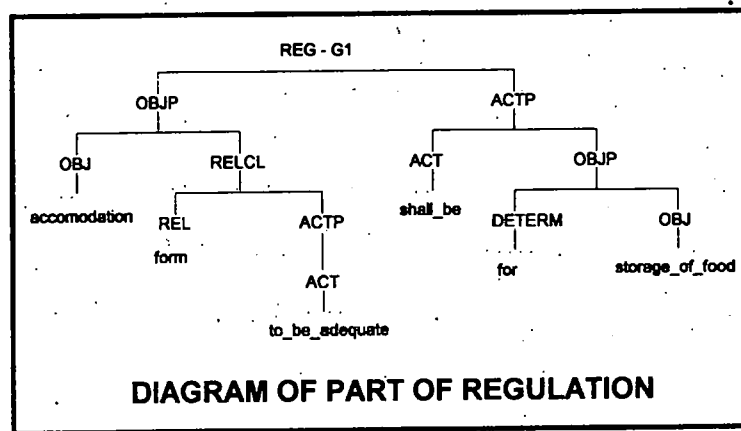 REG - G1
OBJP ACTP
OBJ RELCL ACT OBJP
accomodation REL ACTP shall_be DETERM OBJ
form ACT for storage_of_food
to_be_adequate
DIAGRAM OF PART OF REGULATION